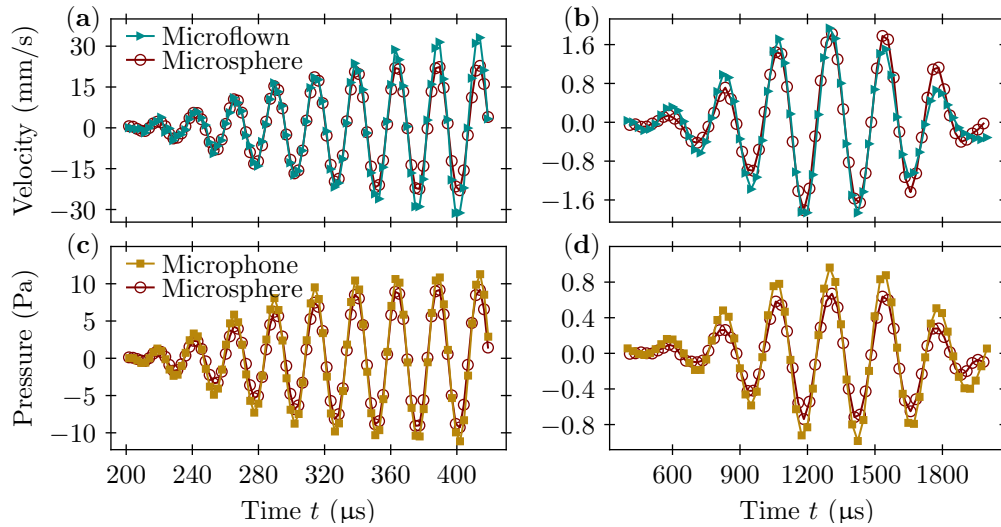 (a)
Microflown
Microsphere
Velocity (mm/s)
30
15
0
−15
−30
(b)
1.6
0.8
0.0
−0.8
−1.6
(c)
Microphone
Microsphere
Pressure (Pa)
10
5
0
−5
−10
200 240 280 320 360 400
Time t (μs)
(d)
0.8
0.4
0.0
−0.4
−0.8
600 900 1200 1500 1800
Time t (μs)